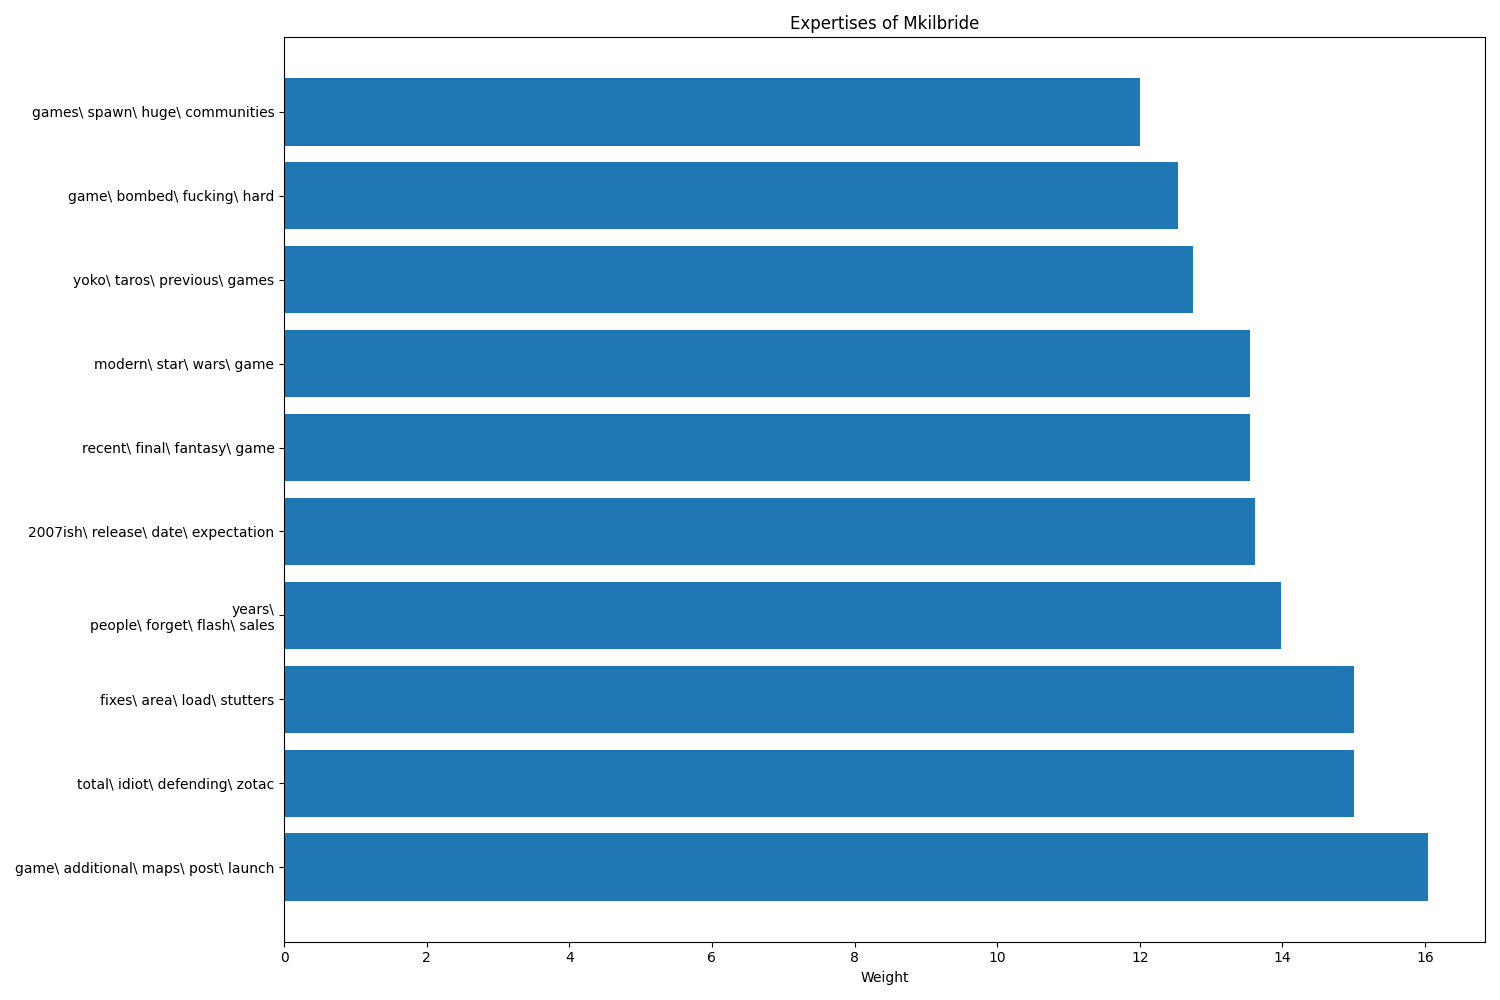 Expertises of Mkilbride
games\ spawn\ huge\ communities
game\ bombed\ fucking\ hard
yoko\ taros\ previous\ games
modern\ star\ wars\ game
recent\ final\ fantasy\ game
2007ish\ release\ date\ expectation
years\
people\ forget\ flash\ sales
fixes\ area\ load\ stutters
total\ idiot\ defending\ zotac
game\ additional\ maps\ post\ launch
0 2 4 6 8 10 12 14 16
Weight